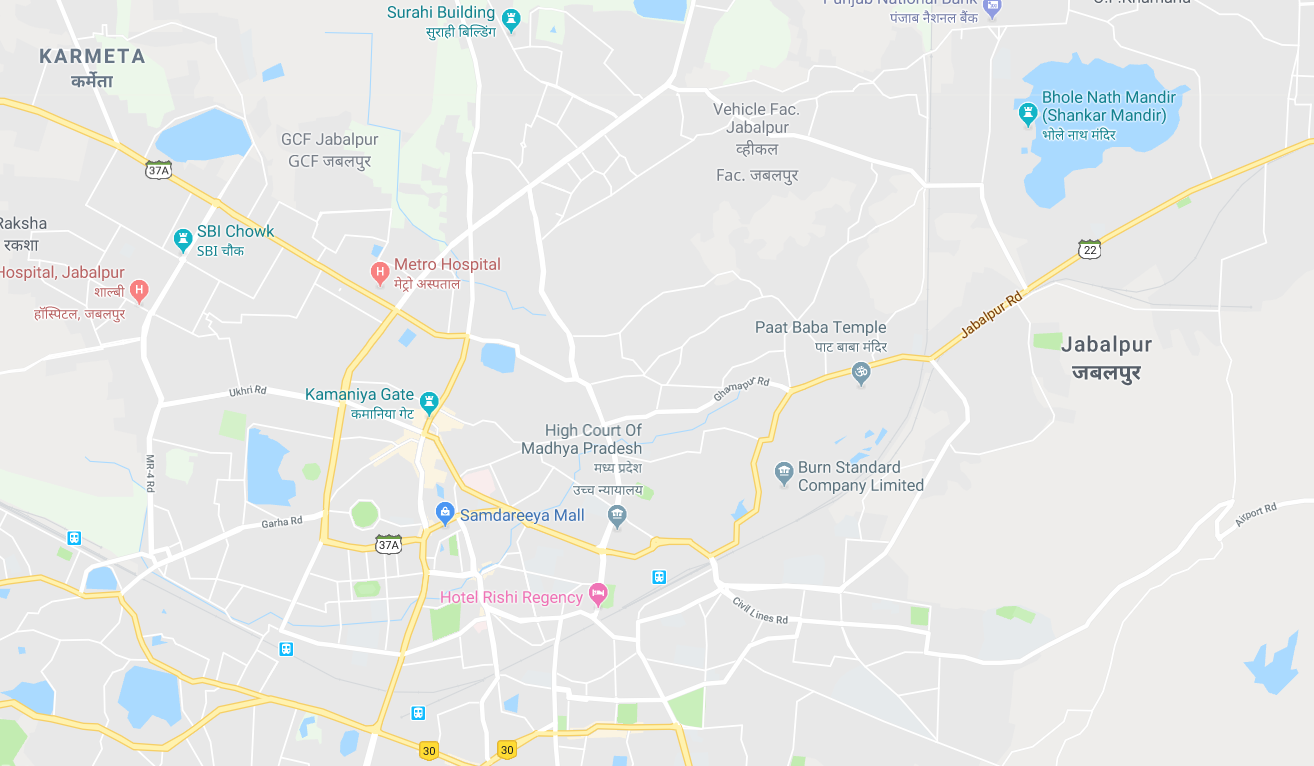 Surahi Building
सुराही बिल्डिंग
Punjab National Bank
पंजाब नैशनल बैंक
KARMETA
कर्मेता
Bhole Nath Mandir
(Shankar Mandir)
भोले नाथ मंदिर
Vehicle Fac.
Jabalpur
व्हीकल
Fac. जबलपुर
GCF Jabalpur
GCF जबलपुर
37A
Raksha
रकशा
SBI Chowk
SBI चौक
22
Hospital, Jabalpur
शाल्बी
हॉस्पिटल, जबलपुर
H
Metro Hospital
मेट्रो अस्पताल
H
Jabalpur Rd
Paat Baba Temple
पाट बाबा मंदिर
ॐ
Jabalpur
जबलपुर
Ukhri Rd
Kamaniya Gate
कमानिया गेट
Ghamapur Rd
High Court Of
Madhya Pradesh
मध्य प्रदेश
उच्च न्यायालय
MR-4 Rd
Burn Standard
Company Limited
Garha Rd
Samdareeya Mall
Airport Rd
37A
Hotel Rishi Regency
Civil Lines Rd
30
30